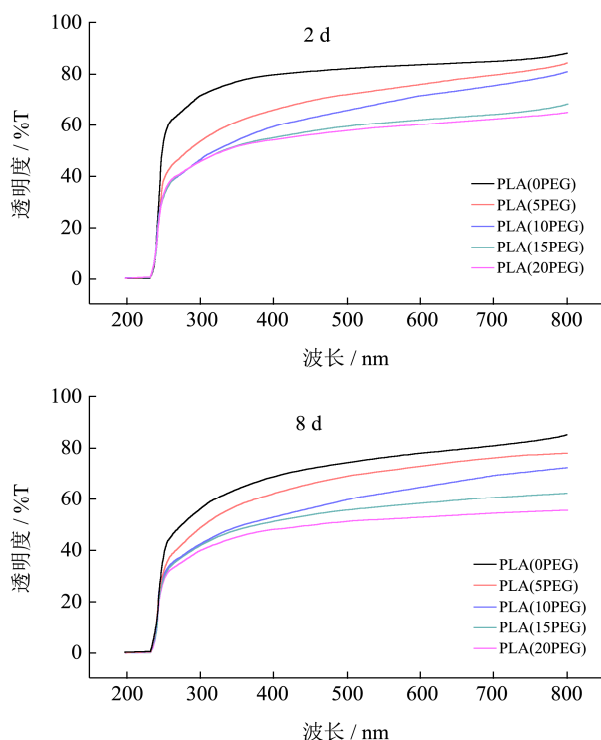 2 d
100
80
60
40
20
0
透明度 / %T
PLA(0PEG)
PLA(5PEG)
PLA(10PEG)
PLA(15PEG)
PLA(20PEG)
200 300 400 500 600 700 800
波长 / nm
8 d
100
80
60
40
20
0
透明度 / %T
PLA(0PEG)
PLA(5PEG)
PLA(10PEG)
PLA(15PEG)
PLA(20PEG)
200 300 400 500 600 700 800
波长 / nm